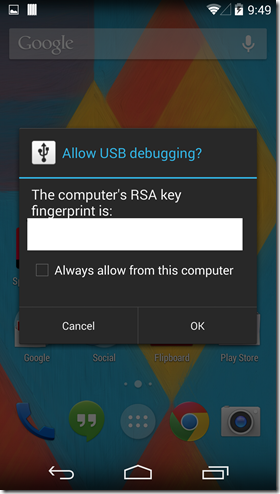 9:49
Google
Allow USB debugging?
The computer's RSA key
fingerprint is:
Always allow from this computer
Cancel
OK
Google
Social
Flipboard
Play Store